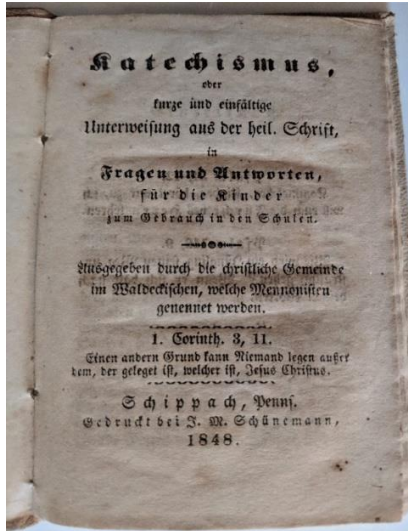 Katechismus,
oder
kurze und einfältige
Unterweisung aus der heil. Schrift,
in
Fragen und Antworten,
für die Kinder
zum Gebrauch in den Schulen.
Ausgegeben durch die christliche Gemeinde
im Waldeckischen, welche Mennonisten
genennet werden.
1. Corinth. 3, 11.
Einen andern Grund kann Niemand legen außer
dem, der geleget ist, welcher ist, Jesus Christus.
Schippach, Penns.
Gedruckt bei J. M. Schünemann,
1848.